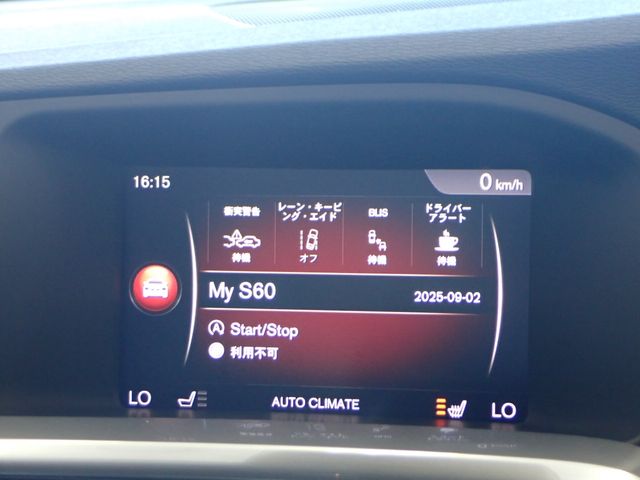 16:15
0 km/h
衝突警告
レーン・キーピ
ング・エイド
BLIS
ドライバー
アラート
待機
オフ
待機
待機
My S60
2025-09-02
Start/Stop
利用不可
LO
AUTO CLIMATE
LO